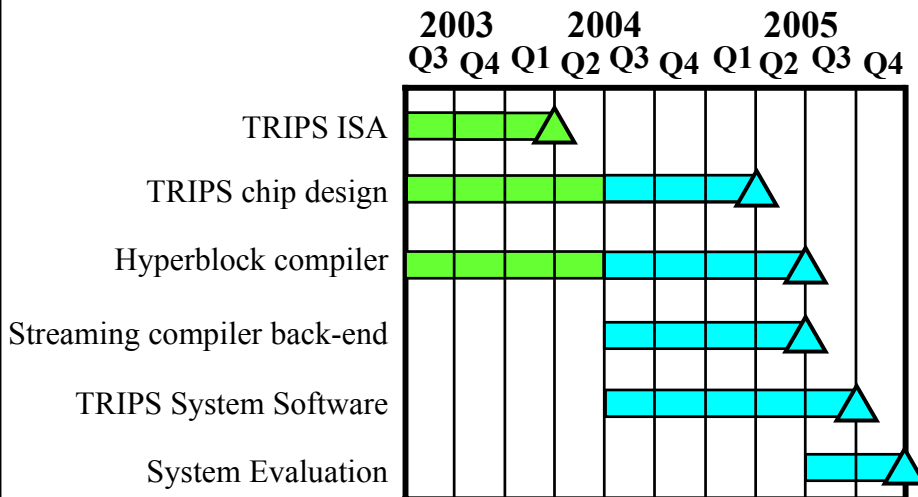 2003 2004 2005
Q3 Q4 Q1 Q2 Q3 Q4 Q1 Q2 Q3 Q4
TRIPS ISA
TRIPS chip design
Hyperblock compiler
Streaming compiler back-end
TRIPS System Software
System Evaluation